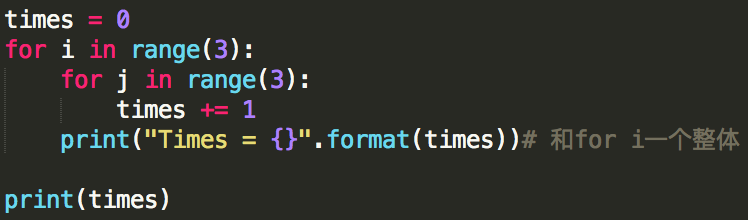 times = 0
for i in range(3):
    for j in range(3):
        times += 1
    print("Times = {}".format(times))# 和for i一个整体
print(times)